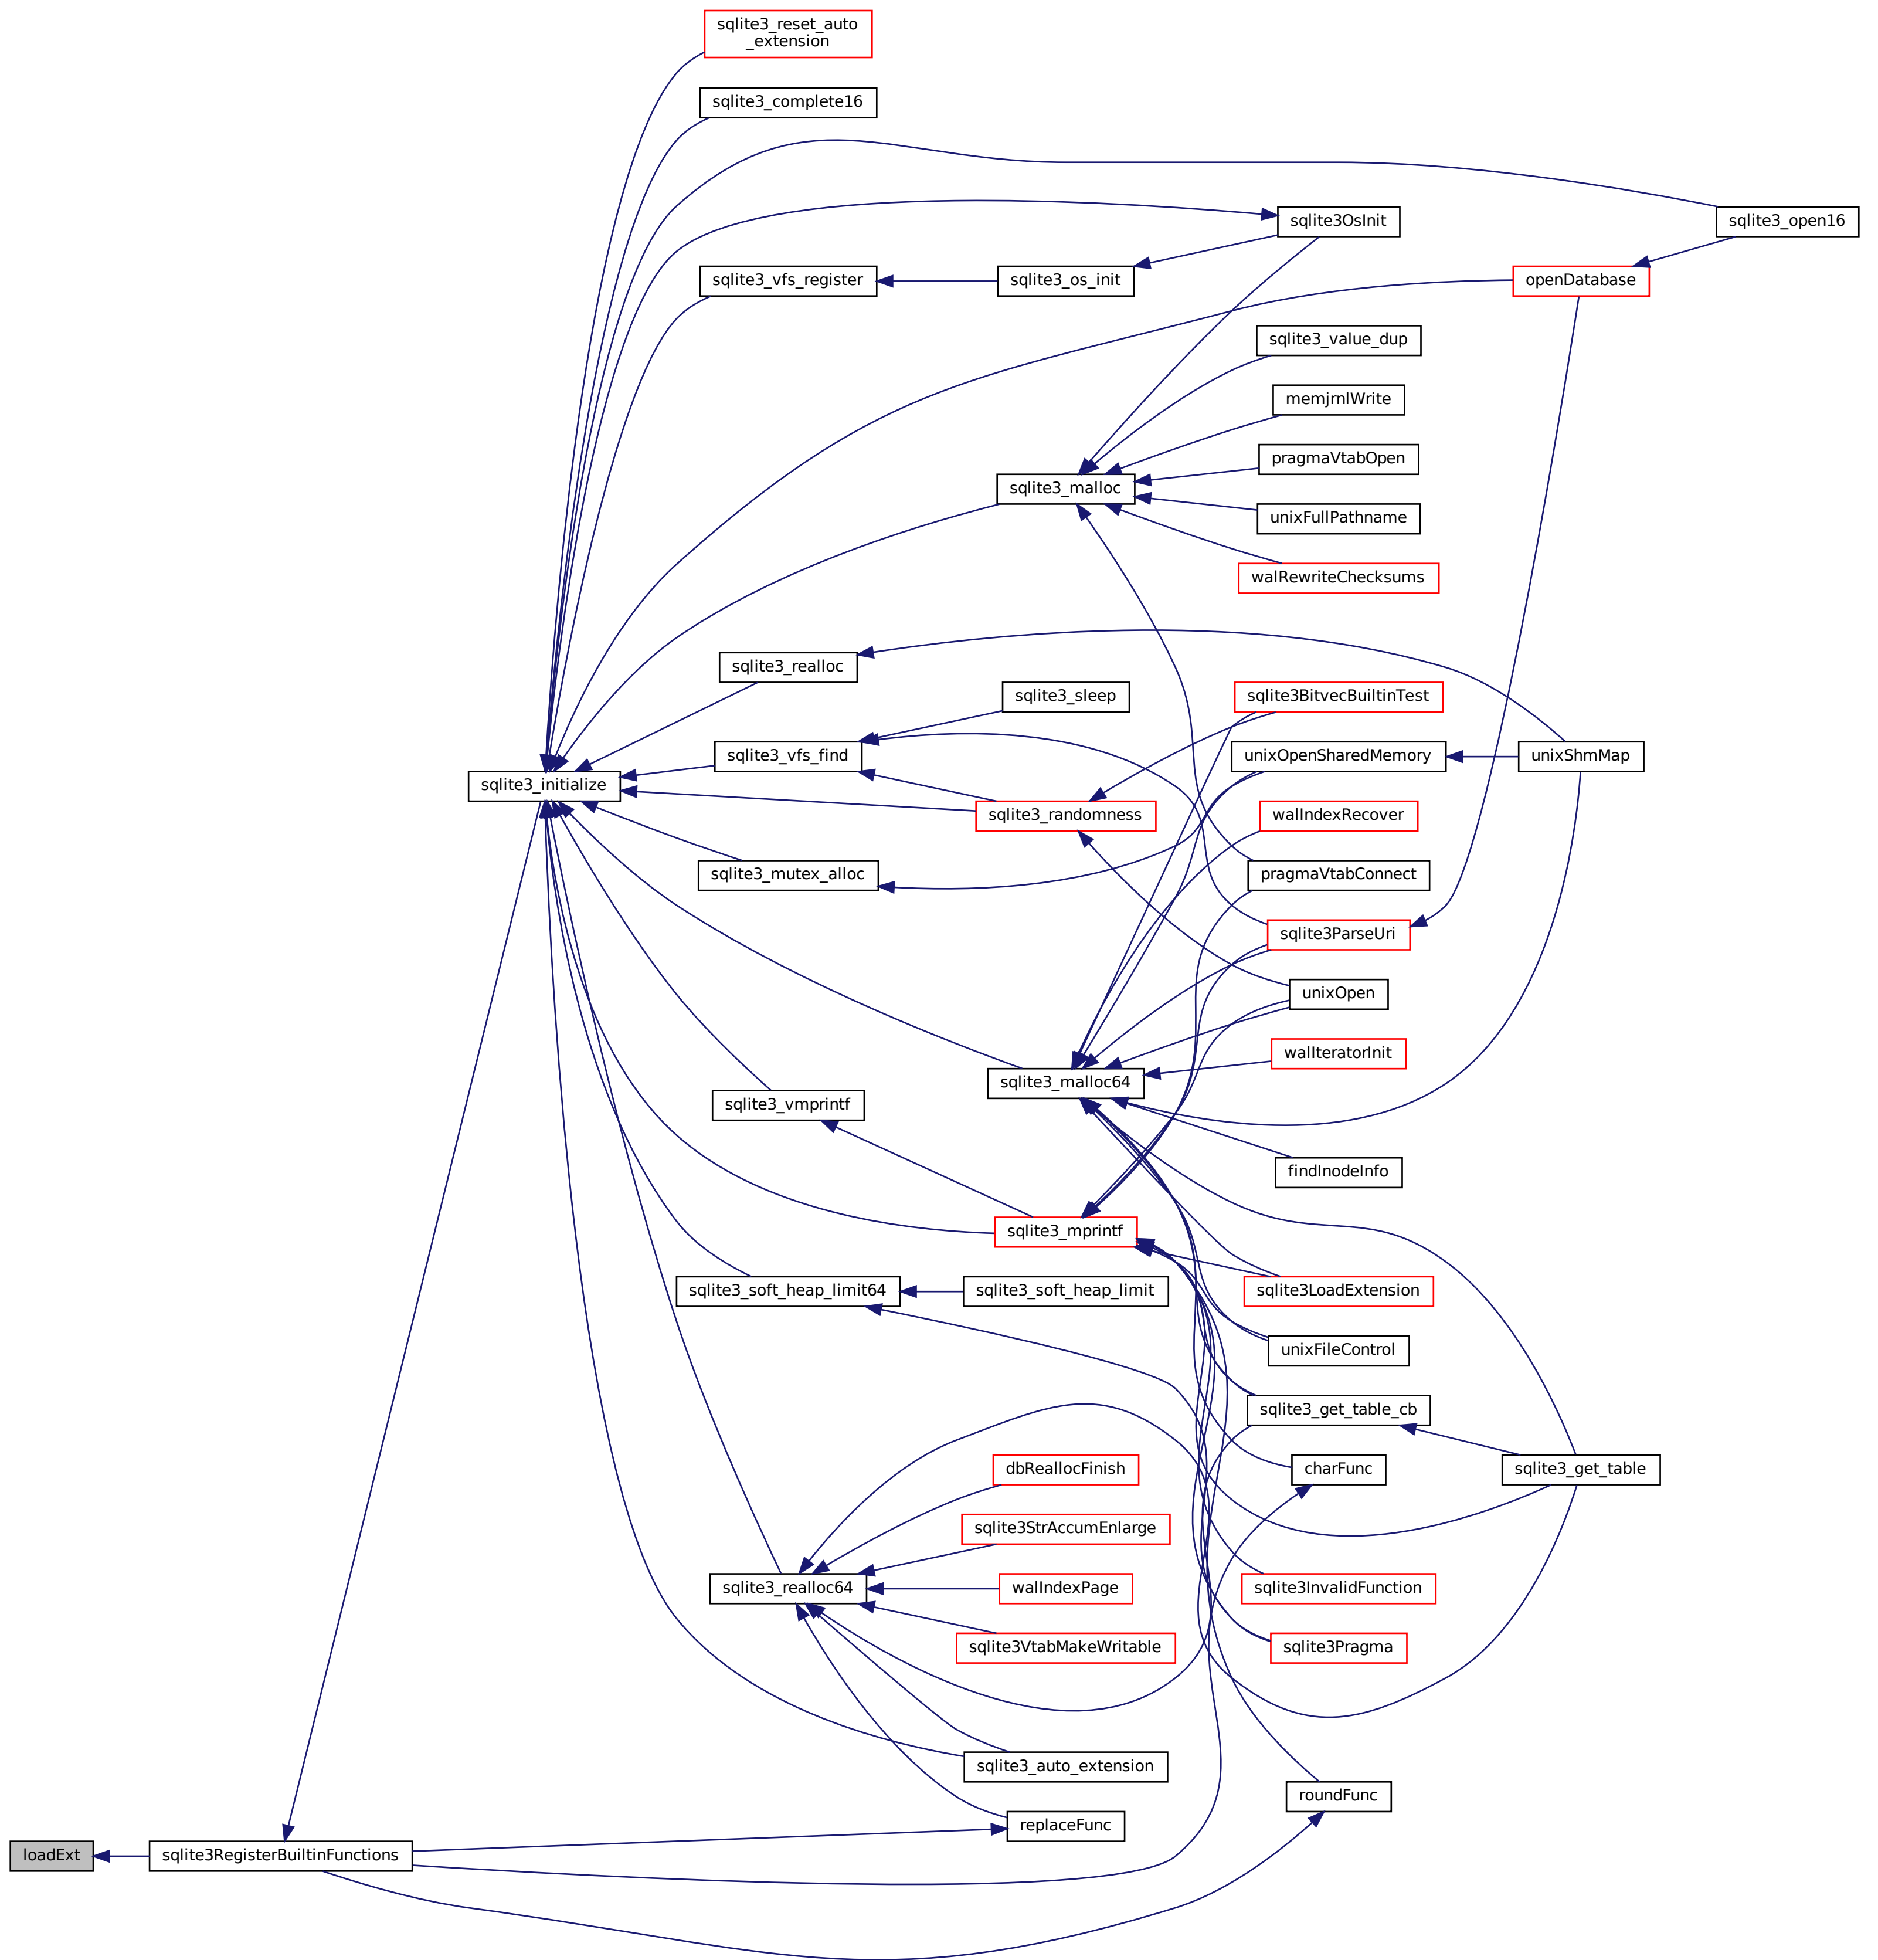 sqlite3_reset_auto
_extension
sqlite3_complete16
sqlite3OsInit
sqlite3_open16
sqlite3_vfs_register
sqlite3_os_init
openDatabase
sqlite3_value_dup
memjrnlWrite
pragmaVtabOpen
sqlite3_malloc
unixFullPathname
walRewriteChecksums
sqlite3_realloc
sqlite3_sleep
sqlite3BitvecBuiltinTest
sqlite3_vfs_find
unixOpenSharedMemory
unixShmMap
sqlite3_initialize
sqlite3_randomness
walIndexRecover
sqlite3_mutex_alloc
pragmaVtabConnect
sqlite3ParseUri
unixOpen
walIteratorInit
sqlite3_malloc64
sqlite3_vmprintf
findInodeInfo
sqlite3_mprintf
sqlite3_soft_heap_limit64
sqlite3_soft_heap_limit
sqlite3LoadExtension
unixFileControl
sqlite3_get_table_cb
dbReallocFinish
charFunc
sqlite3_get_table
sqlite3StrAccumEnlarge
sqlite3_realloc64
walIndexPage
sqlite3InvalidFunction
sqlite3VtabMakeWritable
sqlite3Pragma
sqlite3_auto_extension
roundFunc
replaceFunc
loadExt
sqlite3RegisterBuiltinFunctions